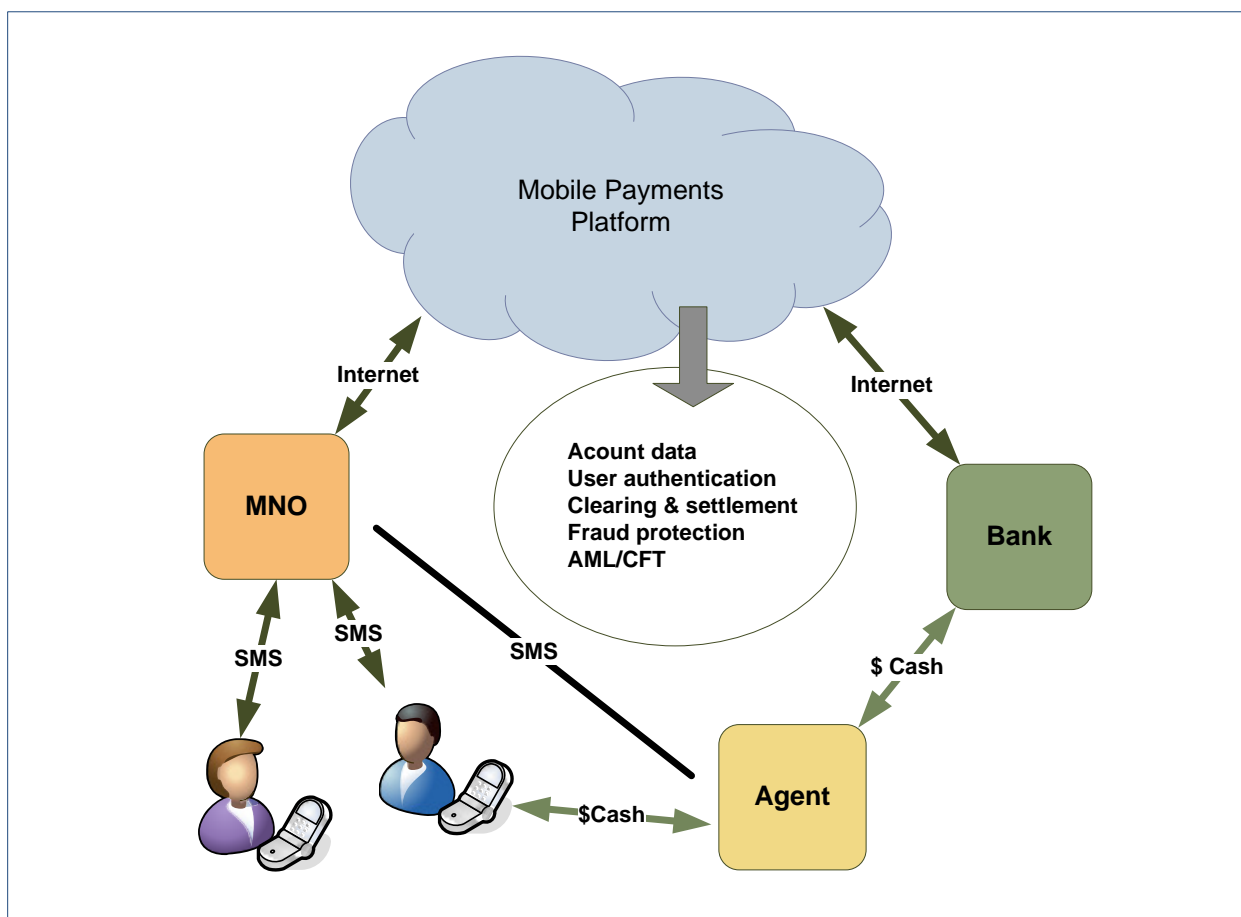 Mobile Payments
Platform
Internet
Internet
Acount data
User authentication
Clearing & settlement
Fraud protection
AML/CFT
MNO
Bank
SMS
SMS
SMS
$ Cash
Agent
$Cash